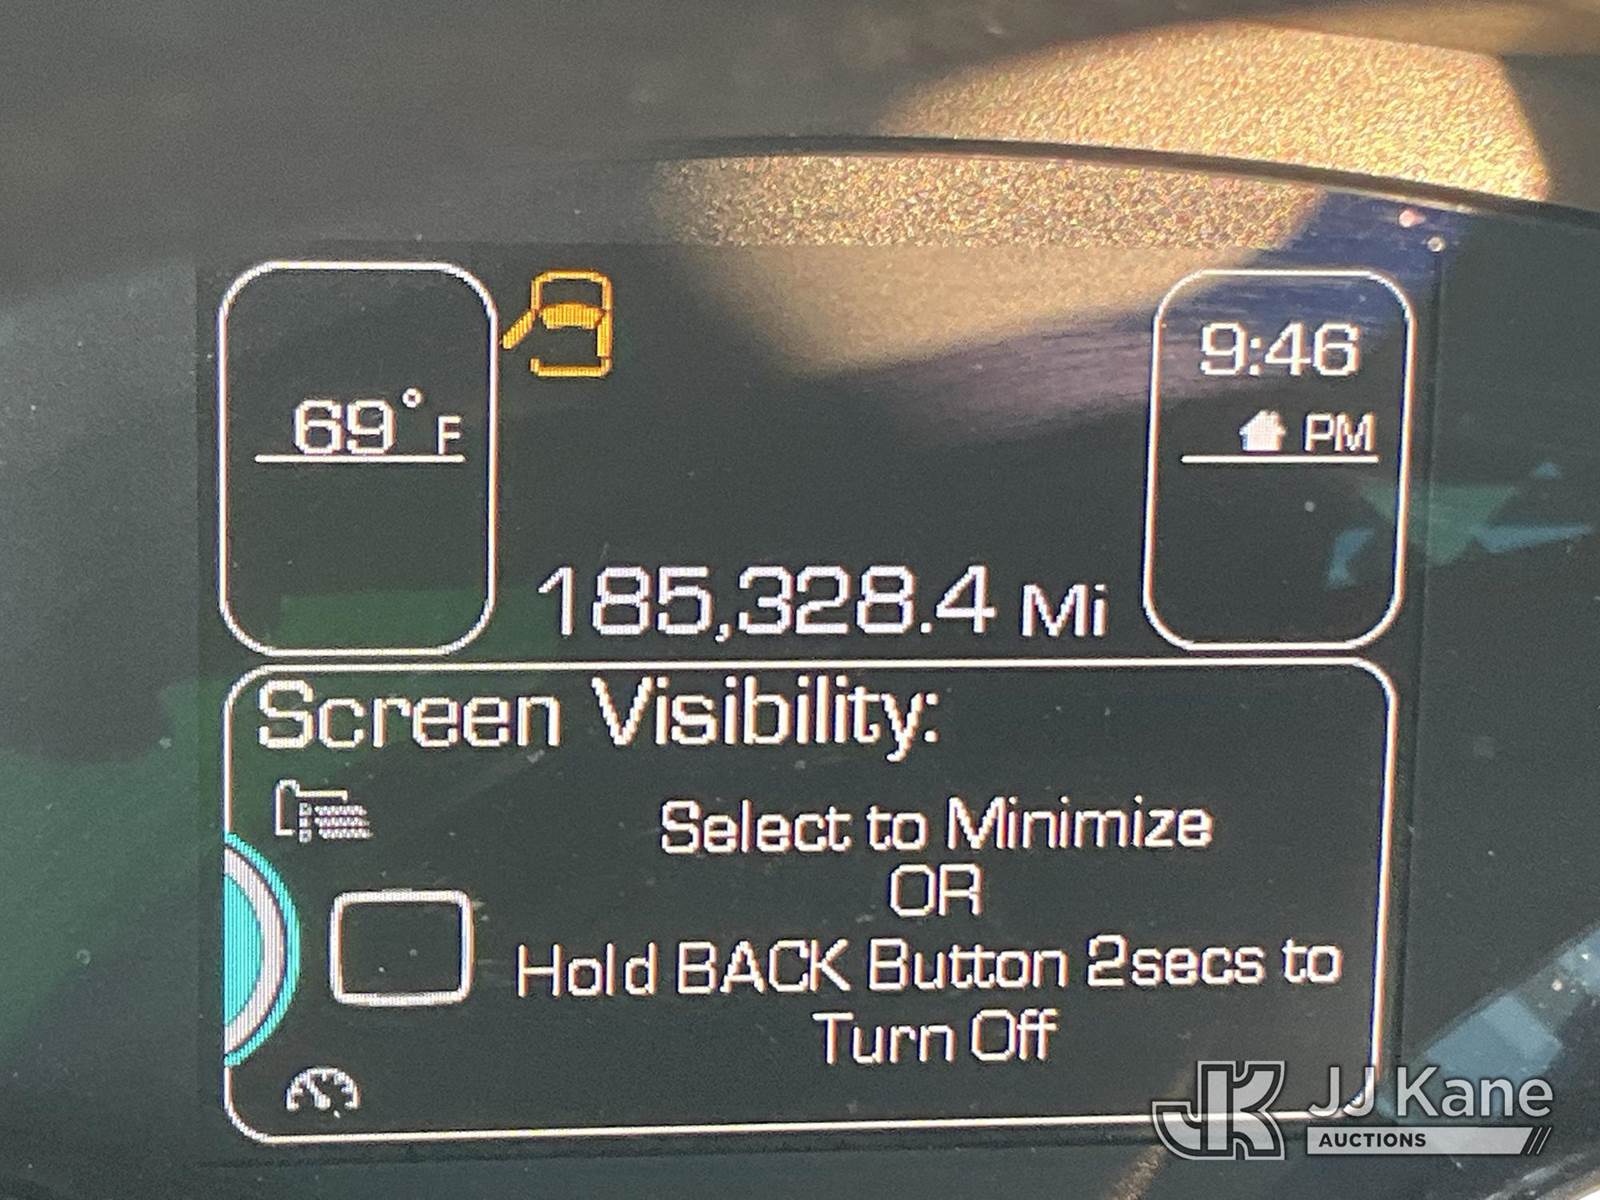 69°F
9:46
PM
185,328.4 Mi
Screen Visibility:
Select to Minimize
OR
Hold BACK Button 2secs to
Turn Off
JK JJ Kane
AUCTIONS